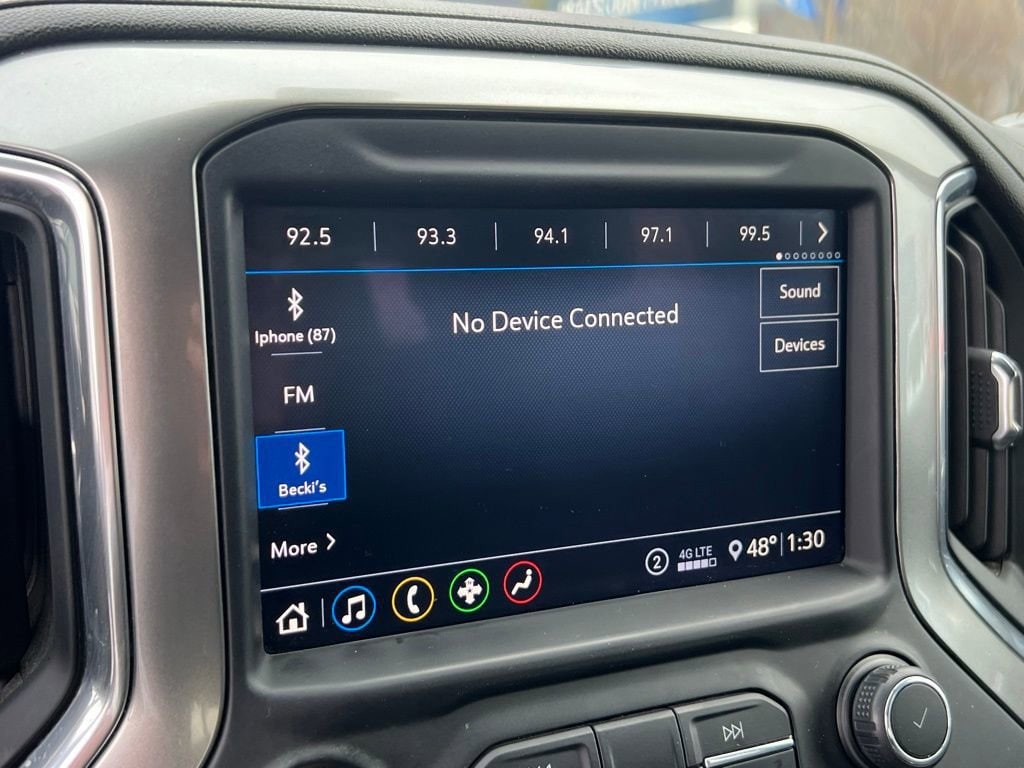 92.5 93.3 94.1 97.1 99.5
Iphone (87)
No Device Connected
Sound
Devices
FM
Becki's
More
2 4G LTE 48° 1:30